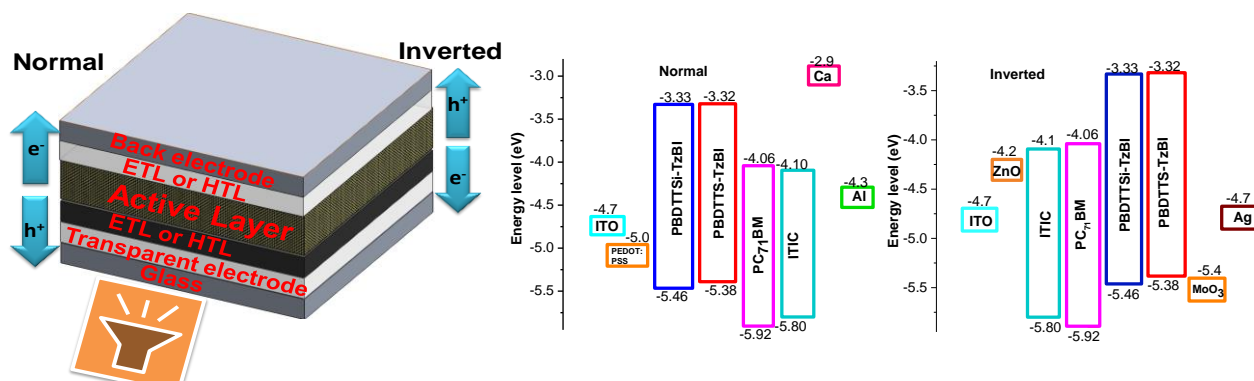 Normal
Inverted
h⁺
e⁻
e⁻
h⁺
Back electrode
ETL or HTL
Active Layer
ETL or HTL
Transparent electrode
Glass
Energy level (eV)
-3.0
-3.5
-4.0
-4.5
-5.0
-5.5
Normal
-4.7
ITO
-5.0
PEDOT:
PSS
-3.33
PBDTTSi-TzBI
-5.46
-3.32
PBDTTS-TzBI
-5.38
-4.06
PC₇₁BM
-5.92
-4.10
ITIC
-5.80
-2.9
Ca
-4.3
Al
Energy level (eV)
-3.5
-4.0
-4.5
-5.0
-5.5
Inverted
-4.7
ITO
-4.2
ZnO
-4.1
ITIC
-5.80
-4.06
PC₇₁BM
-5.92
-3.33
PBDTTSi-TzBI
-5.46
-3.32
PBDTTS-TzBI
-5.38
-5.4
MoO₃
-4.7
Ag